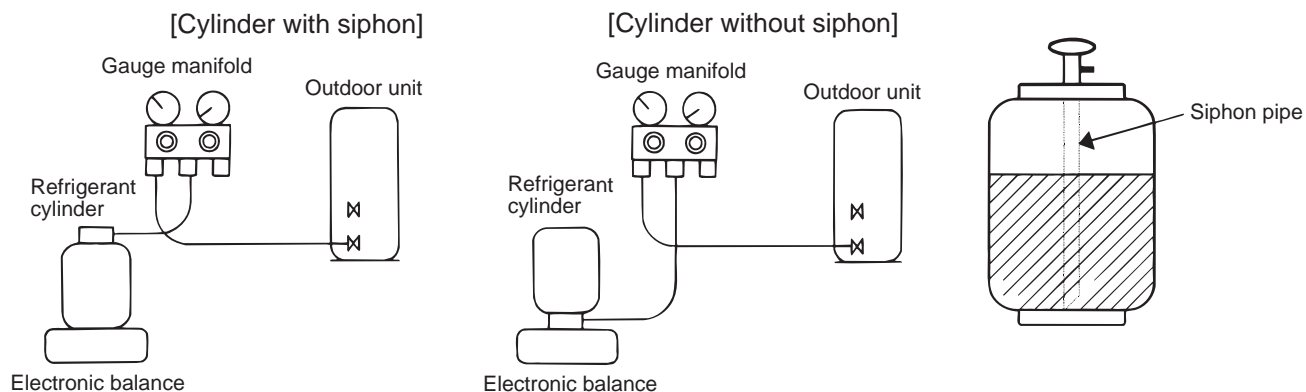 [Cylinder with siphon]
Gauge manifold
Outdoor unit
Refrigerant
cylinder
Electronic balance
[Cylinder without siphon]
Gauge manifold
Outdoor unit
Refrigerant
cylinder
Electronic balance
Siphon pipe